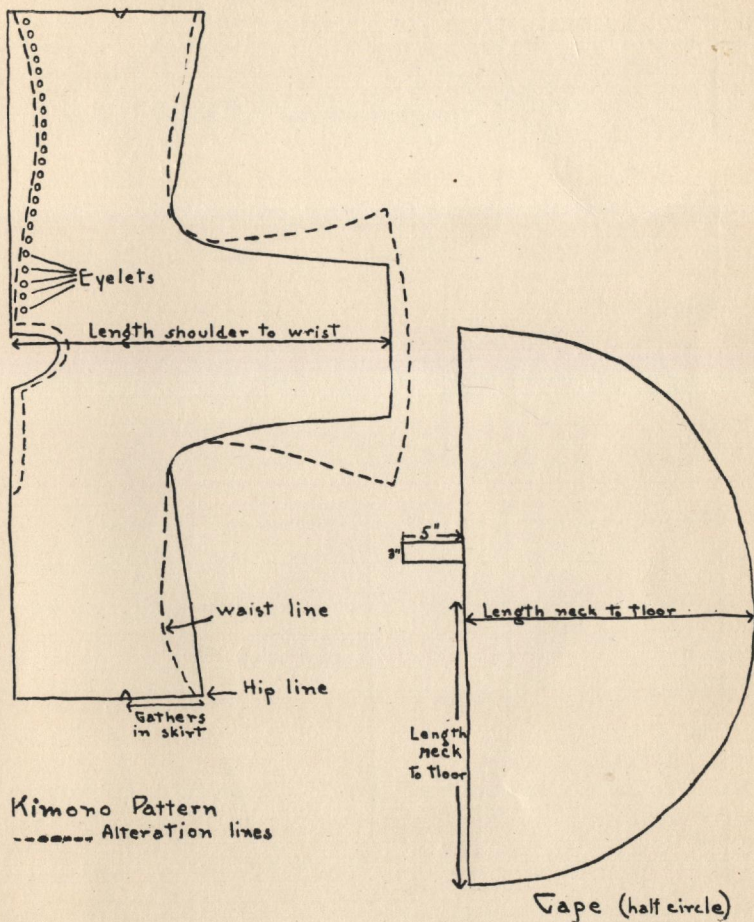 Eyelets
Length shoulder to wrist
5"
3"
Length neck to floor
waist line
Hip line
Gathers
in skirt
Length
neck
to floor
Kimono Pattern
Alteration lines
Cape (half circle)